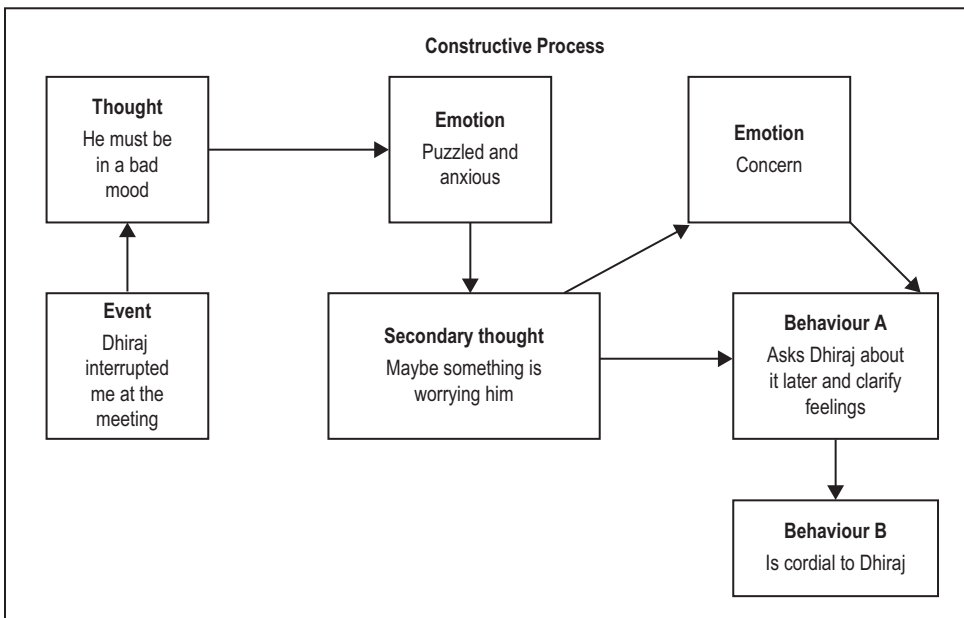 Constructive Process
Thought
He must be
in a bad
mood
Emotion
Puzzled and
anxious
Emotion
Concern
Event
Dhiraj
interrupted
me at the
meeting
Secondary thought
Maybe something is
worrying him
Behaviour A
Asks Dhiraj about
it later and clarify
feelings
Behaviour B
Is cordial to Dhiraj